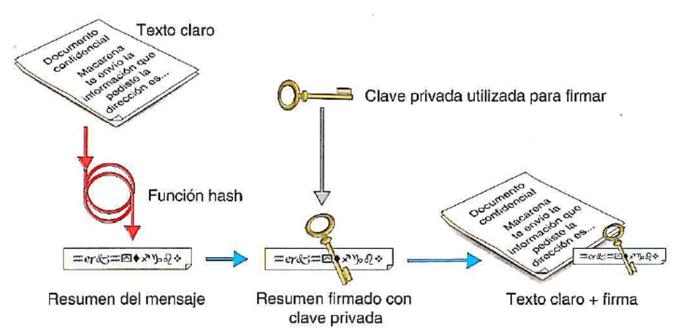 Texto claro
Documento
confidencial
Macarena
te envío la
información que
pediste la
dirección es...
Clave privada utilizada para firmar
Función hash
Resumen del mensaje
Resumen firmado con
clave privada
Documento
confidencial
Macarena
te envío la
información que
pediste la
dirección es...
Texto claro + firma